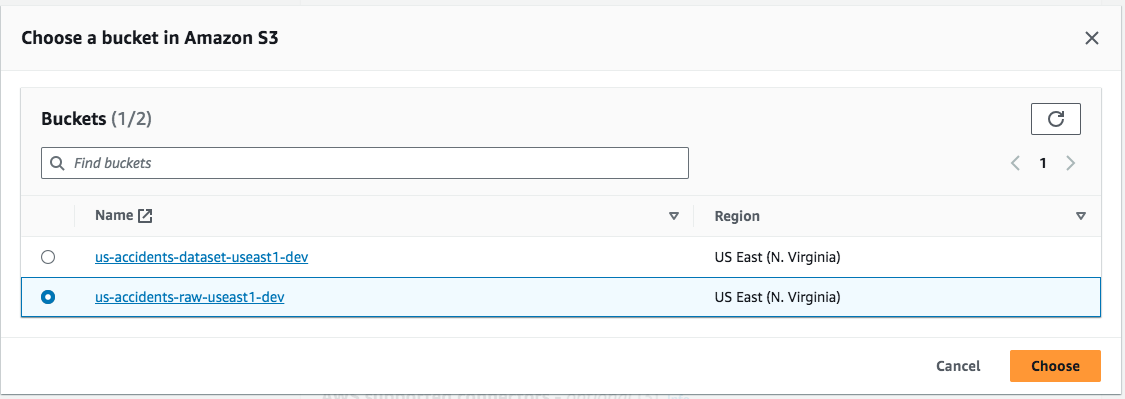 Choose a bucket in Amazon S3
Buckets (1/2)
Find buckets
1
Name Region
us-accidents-dataset-useast1-dev US East (N. Virginia)
us-accidents-raw-useast1-dev US East (N. Virginia)
Cancel Choose